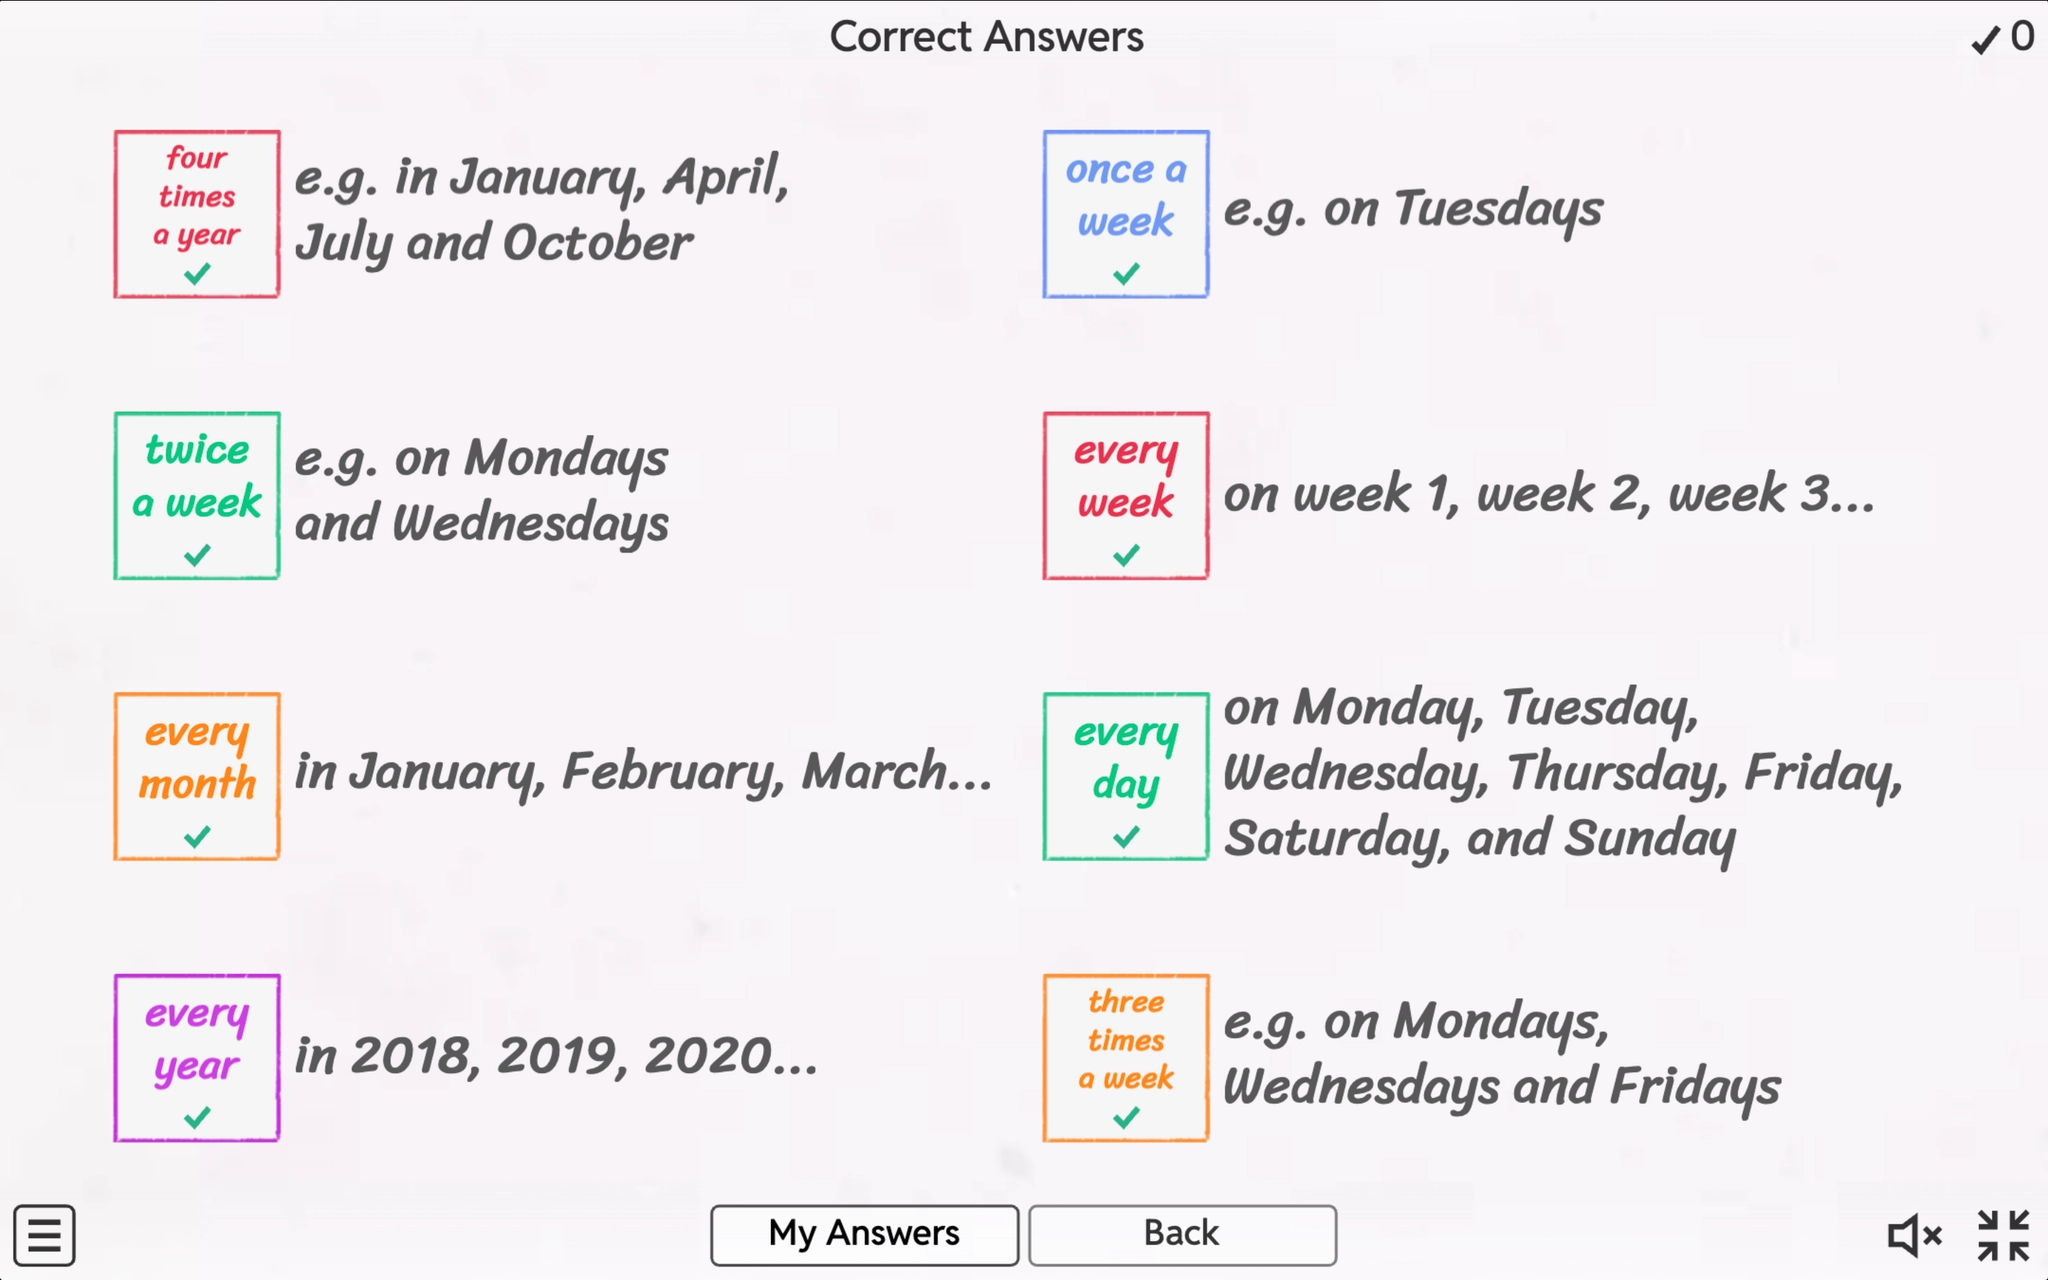 Correct Answers
0
four
times
a year
e.g. in January, April,
July and October
once a
week
e.g. on Tuesdays
twice
a week
e.g. on Mondays
and Wednesdays
every
week
on week 1, week 2, week 3...
every
month
in January, February, March...
every
day
on Monday, Tuesday,
Wednesday, Thursday, Friday,
Saturday, and Sunday
every
year
in 2018, 2019, 2020...
three
times
a week
e.g. on Mondays,
Wednesdays and Fridays
My Answers
Back